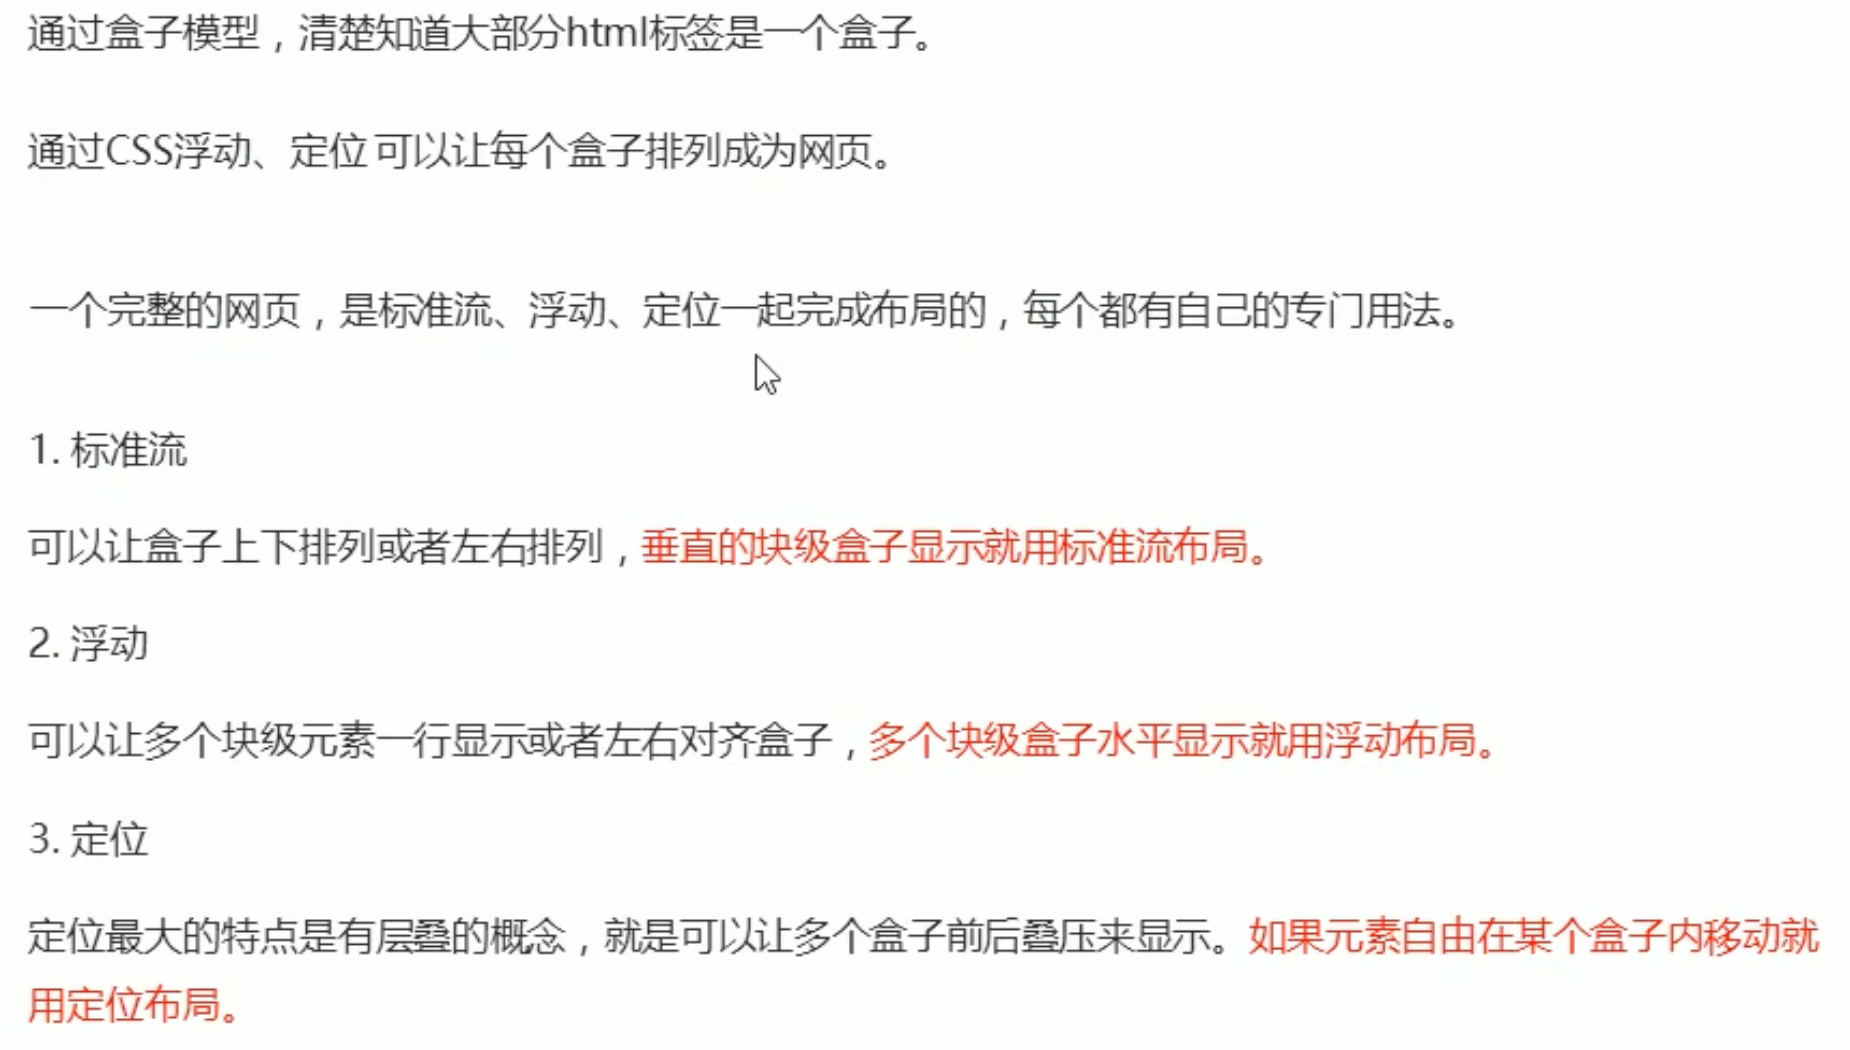 通过盒子模型，清楚知道大部分html标签是一个盒子。
通过CSS浮动、定位 可以让每个盒子排列成为网页。
一个完整的网页，是标准流、浮动、定位一起完成布局的，每个都有自己的专门用法。
1. 标准流
可以让盒子上下排列或者左右排列，垂直的块级盒子显示就用标准流布局。
2. 浮动
可以让多个块级元素一行显示或者左右对齐盒子，多个块级盒子水平显示就用浮动布局。
3. 定位
定位最大的特点是有层叠的概念，就是可以让多个盒子前后叠压来显示。如果元素自由在某个盒子内移动就
用定位布局。